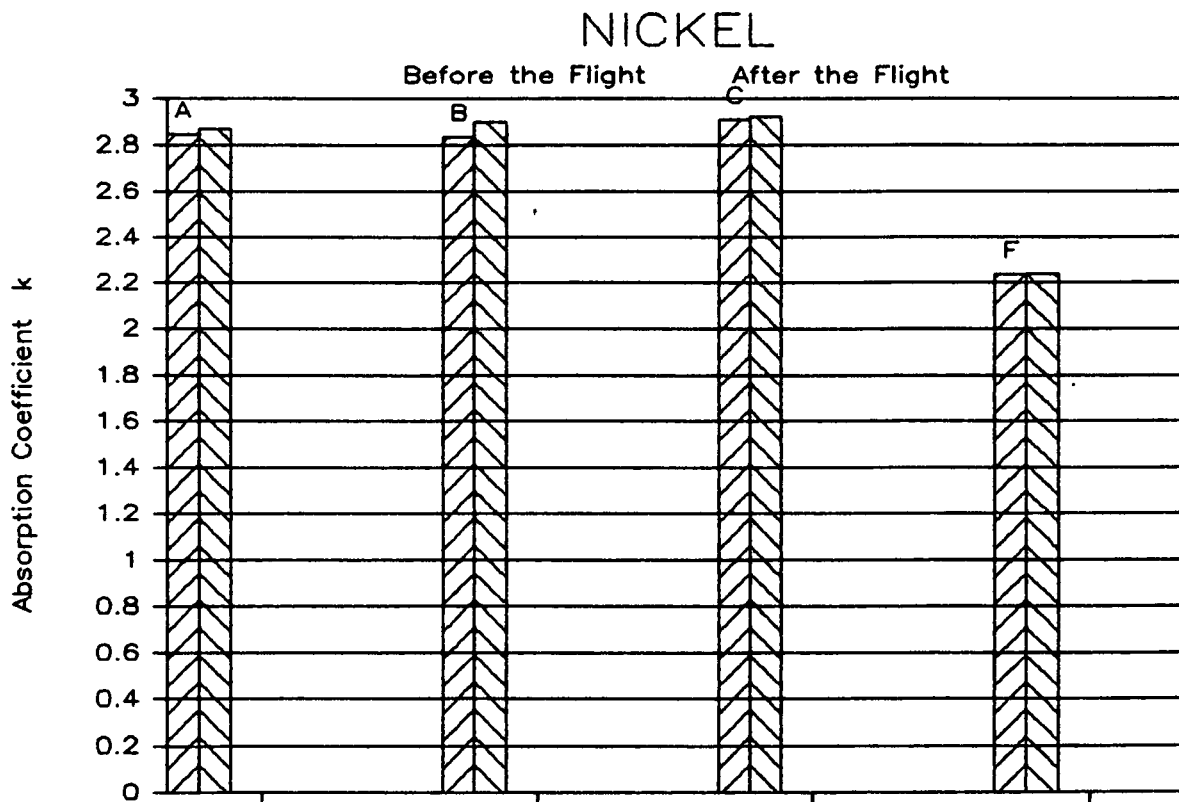 NICKEL
Before the Flight After the Flight
3
2.8
2.6
2.4
2.2
2
1.8
1.6
1.4
1.2
1
0.8
0.6
0.4
0.2
0
Absorption Coefficient k
A
B
C
F